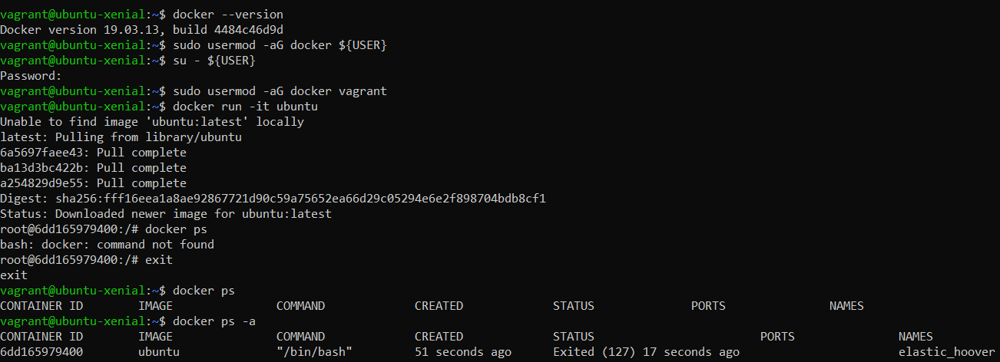 vagrant@ubuntu-xenial:~$ docker --version
Docker version 19.03.13, build 4484c46d9d
vagrant@ubuntu-xenial:~$ sudo usermod -aG docker ${USER}
vagrant@ubuntu-xenial:~$ su - ${USER}
Password:
vagrant@ubuntu-xenial:~$ sudo usermod -aG docker vagrant
vagrant@ubuntu-xenial:~$ docker run -it ubuntu
Unable to find image 'ubuntu:latest' locally
latest: Pulling from library/ubuntu
6a5697faee43: Pull complete
ba13d3bc422b: Pull complete
a254829d9e55: Pull complete
Digest: sha256:fff16eea1a8ae92867721d90c59a75652ea66d29c05294e6e2f898704bdb8cf1
Status: Downloaded newer image for ubuntu:latest
root@6dd165979400:/# docker ps
bash: docker: command not found
root@6dd165979400:/# exit
exit
vagrant@ubuntu-xenial:~$ docker ps
CONTAINER ID        IMAGE               COMMAND             CREATED             STATUS              PORTS               NAMES
vagrant@ubuntu-xenial:~$ docker ps -a
CONTAINER ID        IMAGE               COMMAND             CREATED             STATUS                        PORTS               NAMES
6dd165979400        ubuntu              "/bin/bash"         51 seconds ago      Exited (127) 17 seconds ago                       elastic_hoover